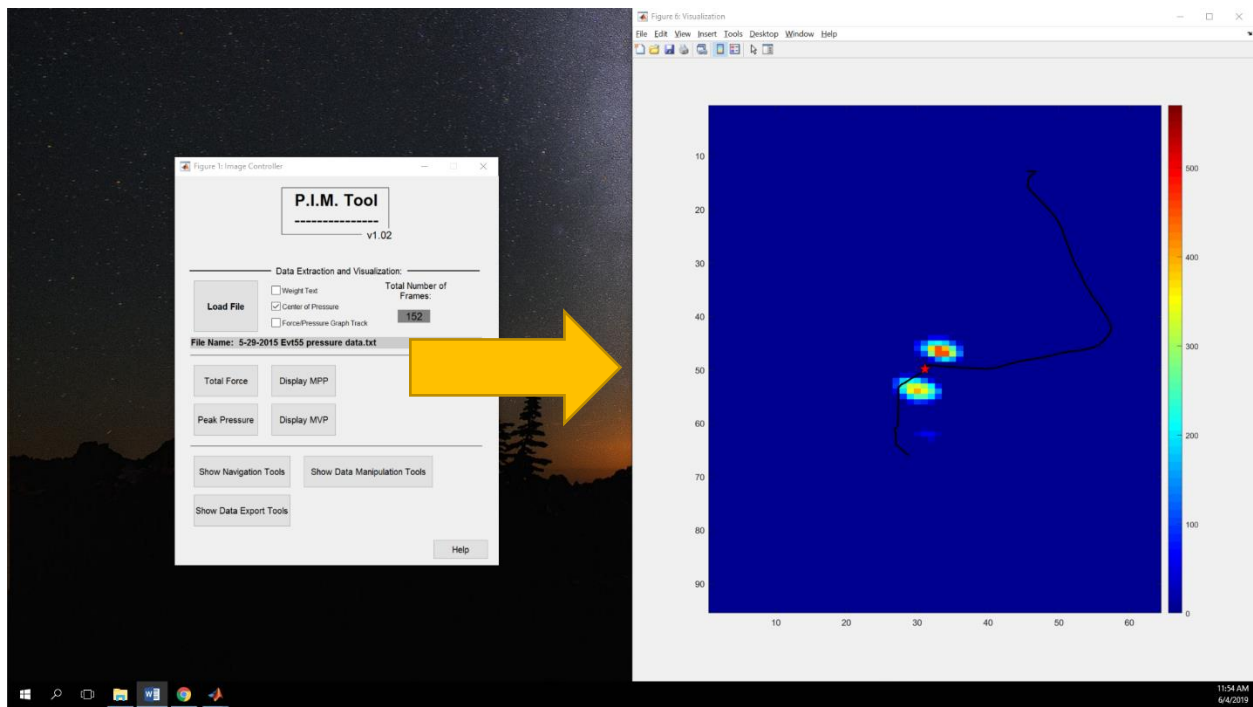 Figure 1: Image Controller
P.I.M. Tool
---------------
v1.02
Data Extraction and Visualization:
Load File
Weight Text
Center of Pressure
Force/Pressure Graph Track
Total Number of
Frames:
152
File Name: 5-29-2015 Evt55 pressure data.txt
Total Force
Display MPP
Peak Pressure
Display MVP
Show Navigation Tools
Show Data Manipulation Tools
Show Data Export Tools
Help
Figure 6: Visualization
File Edit View Insert Tools Desktop Window Help
10
20
30
40
50
60
70
80
90
10 20 30 40 50 60
500
400
300
200
100
0
11:54 AM
6/4/2019